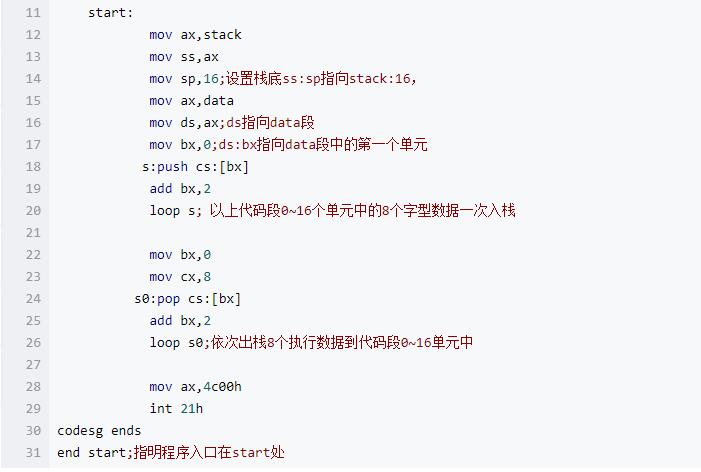 11 start:
12 mov ax,stack
13 mov ss,ax
14 mov sp,16;设置栈底ss:sp指向stack:16，
15 mov ax,data
16 mov ds,ax;ds指向data段
17 mov bx,0;ds:bx指向data段中的第一个单元
18 s:push cs:[bx]
19 add bx,2
20 loop s; 以上代码段0~16个单元中的8个字型数据一次入栈
21
22 mov bx,0
23 mov cx,8
24 s0:pop cs:[bx]
25 add bx,2
26 loop s0;依次出栈8个执行数据到代码段0~16单元中
27
28 mov ax,4c00h
29 int 21h
30 codesg ends
31 end start;指明程序入口在start处